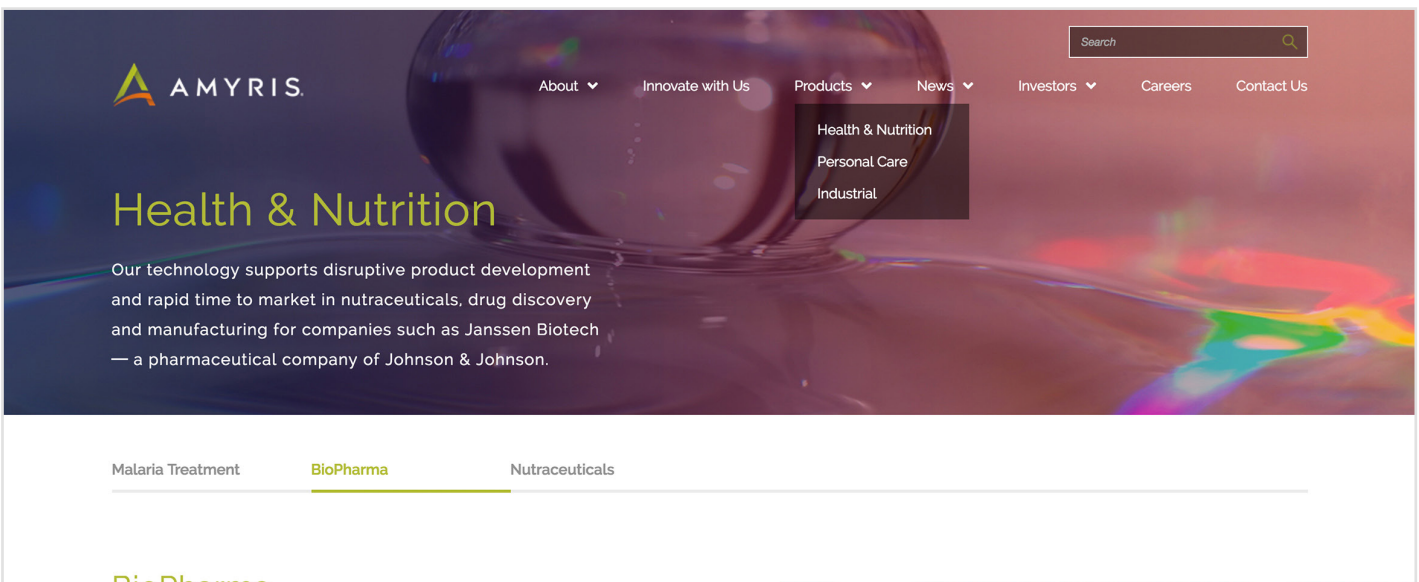 Search
AMYRIS
About
Innovate with Us
Products
News
Investors
Careers
Contact Us
Health & Nutrition
Personal Care
Industrial
Health & Nutrition
Our technology supports disruptive product development
and rapid time to market in nutraceuticals, drug discovery
and manufacturing for companies such as Janssen Biotech
— a pharmaceutical company of Johnson & Johnson.
Malaria Treatment
BioPharma
Nutraceuticals
BioPharma